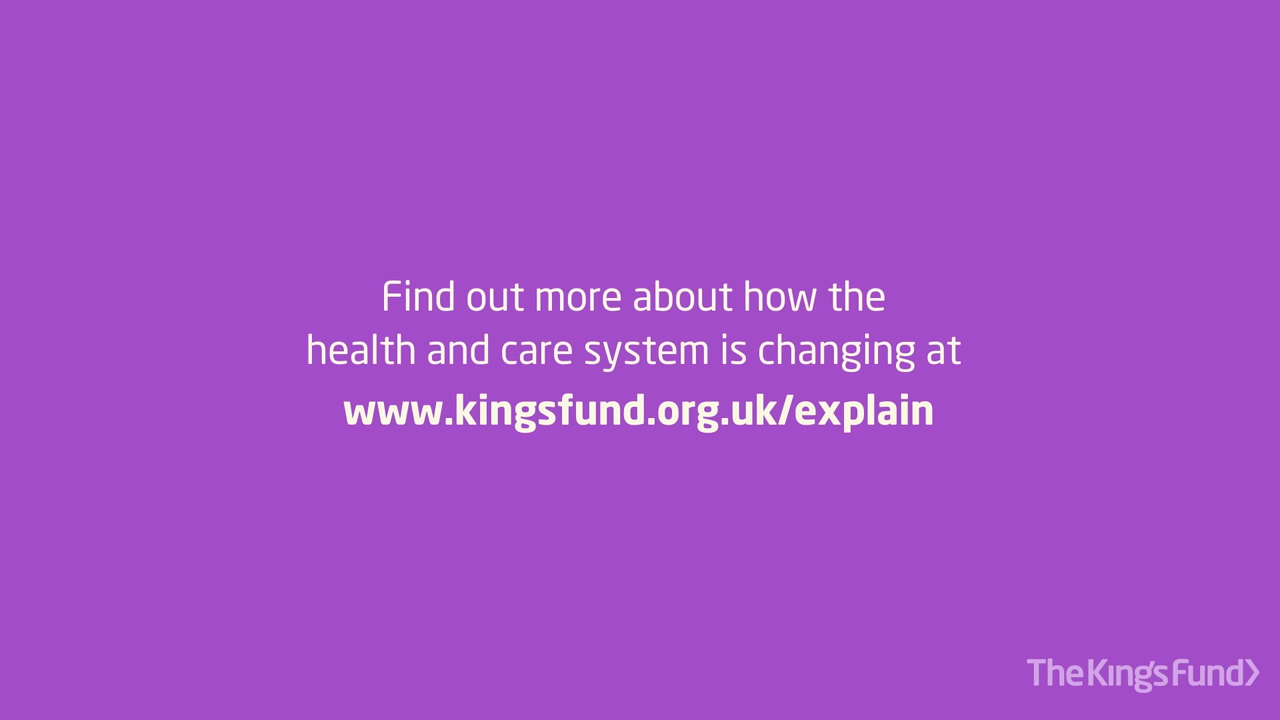 Find out more about how the
health and care system is changing at
www.kingsfund.org.uk/explain
The King's Fund>